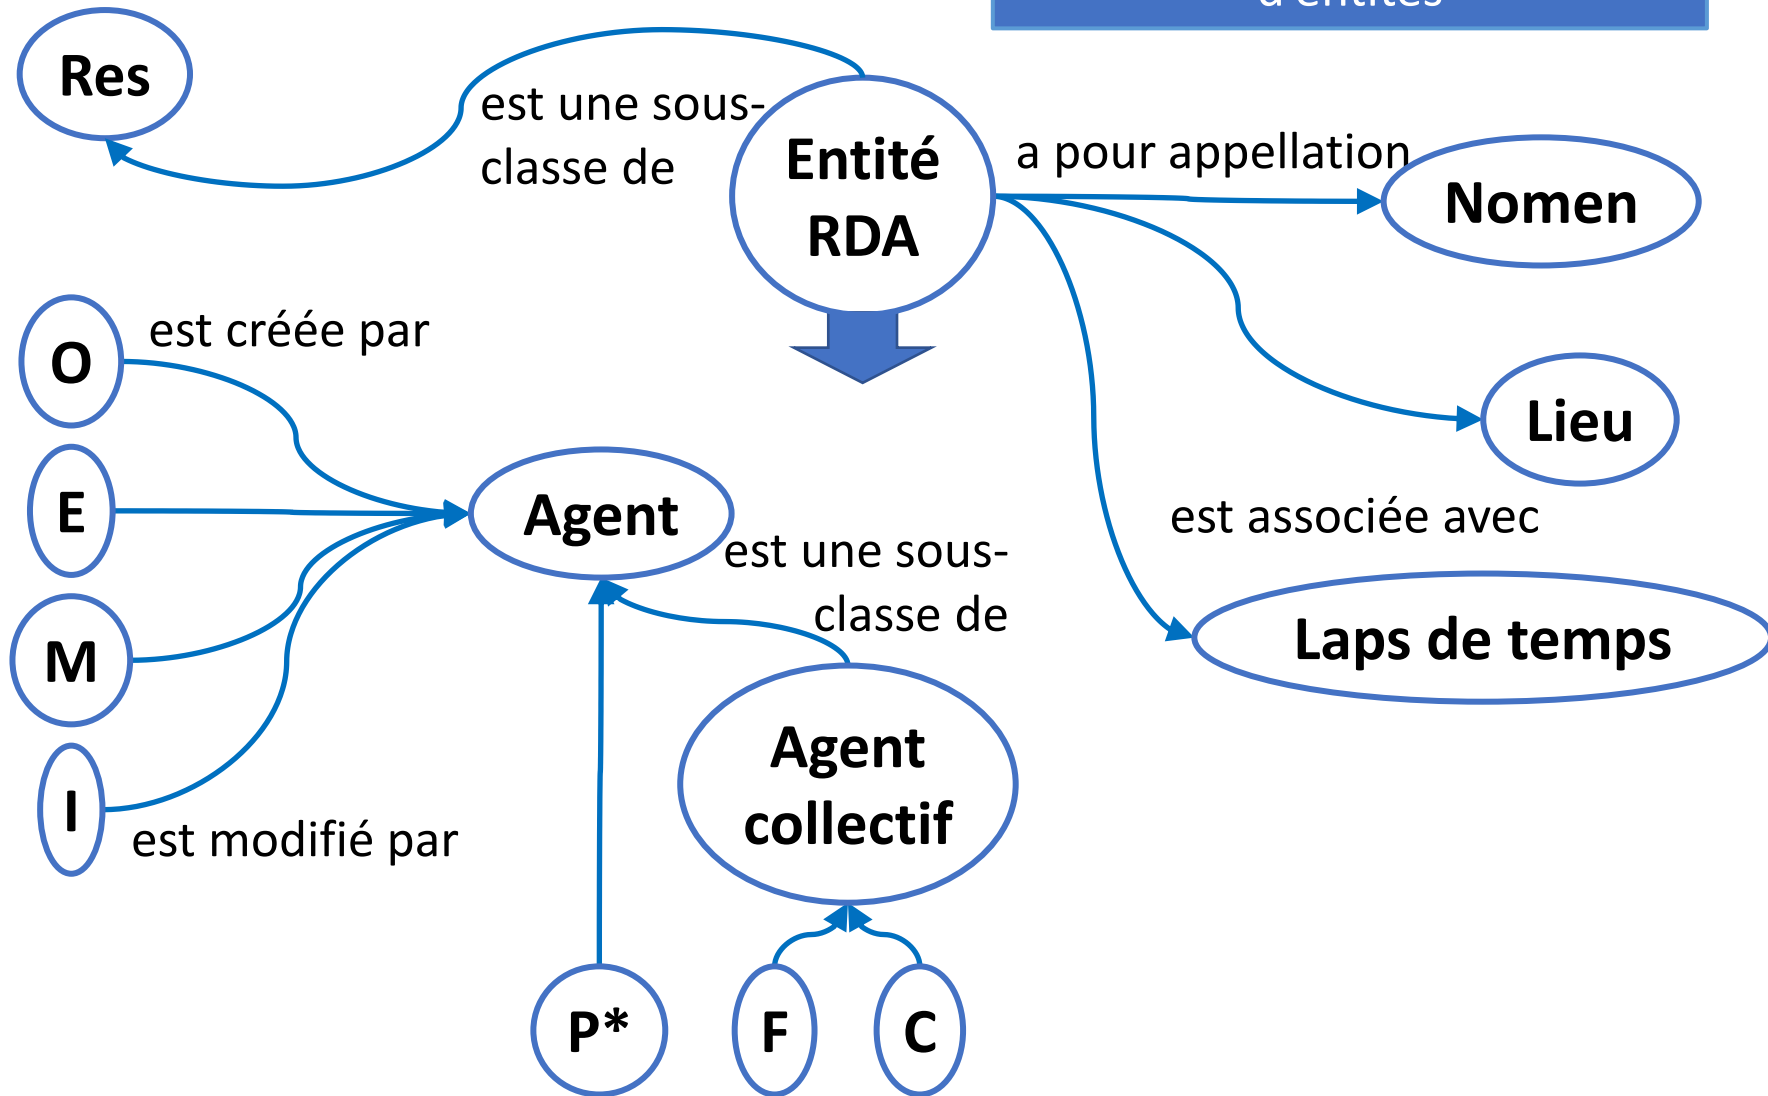 d'entités
Res
est une sous-
classe de
Entité
RDA
a pour appellation
Nomen
O
est créée par
Lieu
E
Agent
est associée avec
est une sous-
classe de
M
Laps de temps
I
est modifié par
Agent
collectif
P*
F
C